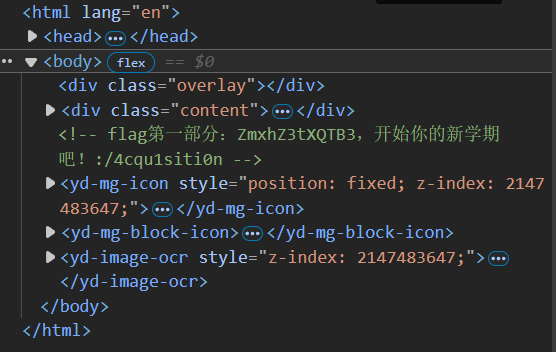 <html lang="en">
▶<head>•••</head>
•• ▼<body> flex == $0
<div class="overlay"></div>
▶<div class="content">•••</div>
<!-- flag第一部分：ZmxhZ3tXQTB3，开始你的新学期
吧！:/4cqu1siti0n -->
▶<yd-mg-icon style="position: fixed; z-index: 2147
483647;">•••</yd-mg-icon>
▶<yd-mg-block-icon>•••</yd-mg-block-icon>
▶<yd-image-ocr style="z-index: 2147483647;">•••
</yd-image-ocr>
</body>
</html>